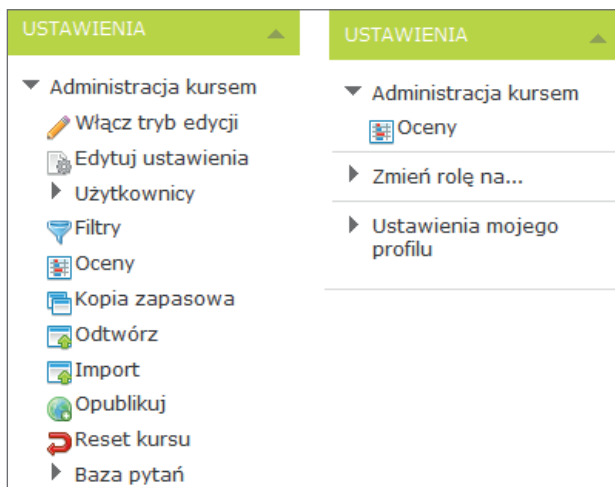 USTAWIENIA
Administracja kursem
Włącz tryb edycji
Edytuj ustawienia
Użytkownicy
Filtry
Oceny
Kopia zapasowa
Odtwórz
Import
Opublikuj
Reset kursu
Baza pytań
USTAWIENIA
Administracja kursem
Oceny
Zmień rolę na...
Ustawienia mojego
profilu